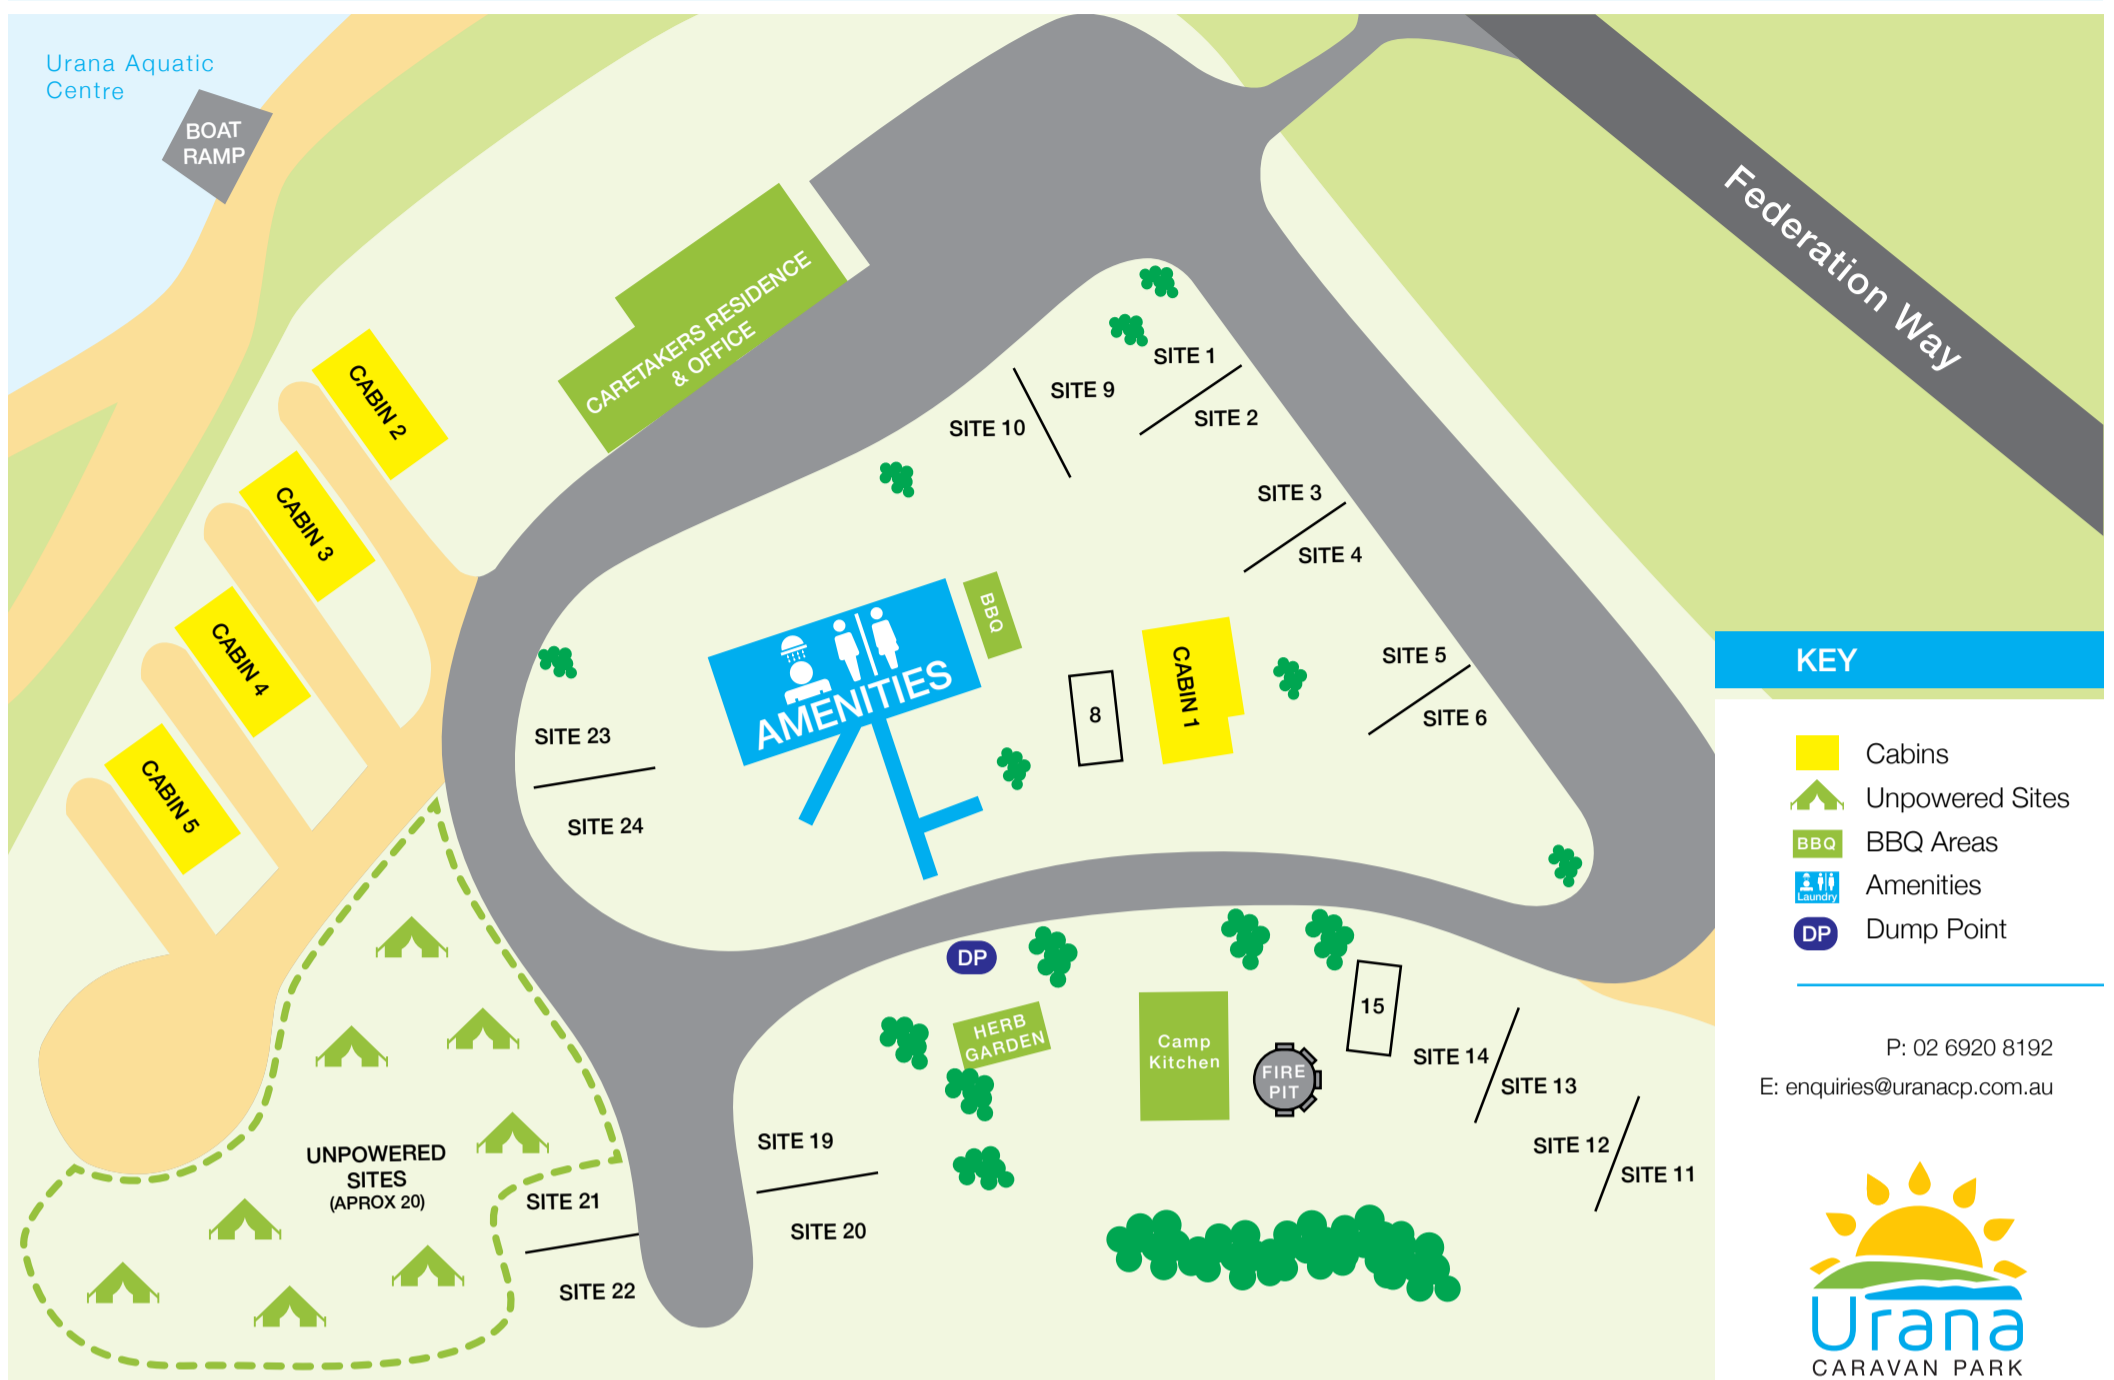 Urana Aquatic
Centre
BOAT
RAMP
Federation Way
CARETAKERS RESIDENCE
& OFFICE
CABIN 2
CABIN 3
CABIN 4
CABIN 5
SITE 1
SITE 9
SITE 2
SITE 10
SITE 3
SITE 4
BBQ
AMENITIES
CABIN 1
8
SITE 5
SITE 6
SITE 23
SITE 24
DP
HERB
GARDEN
Camp
Kitchen
FIRE
PIT
15
SITE 14
SITE 13
SITE 12
SITE 11
SITE 19
SITE 20
UNPOWERED
SITES
(APROX 20)
SITE 21
SITE 22
KEY
Cabins
Unpowered Sites
BBQ BBQ Areas
Laundry Amenities
DP Dump Point
P: 02 6920 8192
E: enquiries@uranacp.com.au
Urana
CARAVAN PARK